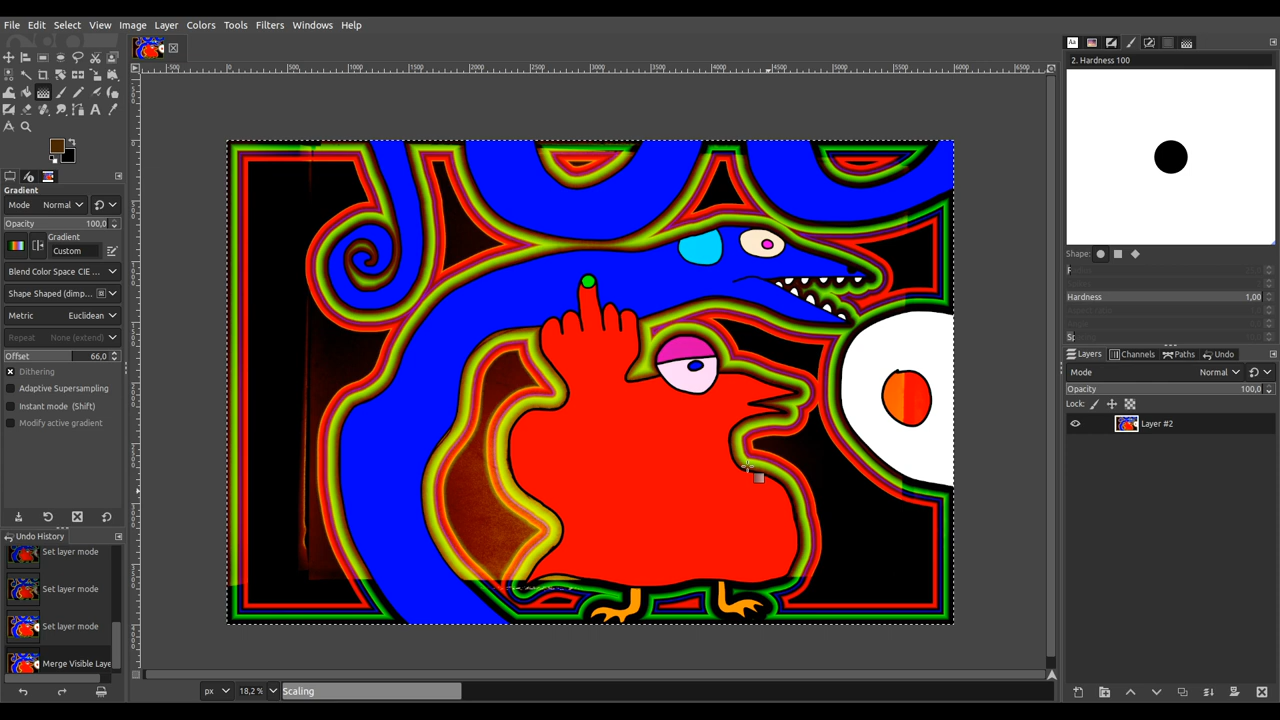 File Edit Select View Image Layer Colors Tools Filters Windows Help
Gradient
Mode Normal
Opacity 100,0
Gradient
Custom
Blend Color Space CIE ...
Shape Shaped (dimp...
Metric Euclidean
Repeat None (extend)
Offset 66,0
Dithering
Adaptive Supersampling
Instant mode (Shift)
Modify active gradient
Undo History
Set layer mode
Set layer mode
Set layer mode
Merge Visible Laye
px 18,2 % Scaling
2. Hardness 100
Shape:
Hardness 1,00
Layers Channels Paths Undo
Mode Normal
Opacity 100,0
Lock:
Layer #2